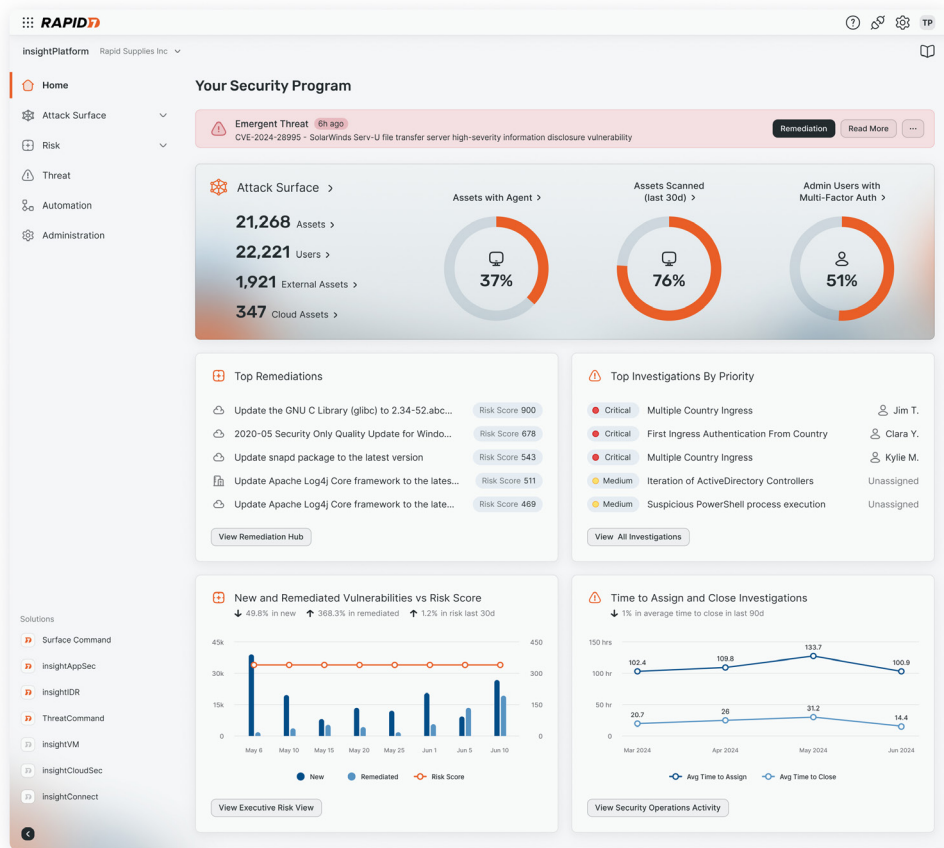 RAPID7
TP
insightPlatform Rapid Supplies Inc
Home
Attack Surface
Risk
Threat
Automation
Administration
Solutions
Surface Command
insightAppSec
insightIDR
ThreatCommand
insightVM
insightCloudSec
insightConnect
Your Security Program
Emergent Threat 6h ago
CVE-2024-28995 - SolarWinds Serv-U file transfer server high-severity information disclosure vulnerability
Remediation Read More ...
Attack Surface
21,268 Assets
22,221 Users
1,921 External Assets
347 Cloud Assets
Assets with Agent
37%
Assets Scanned
(last 30d)
76%
Admin Users with
Multi-Factor Auth
51%
Top Remediations
Update the GNU C Library (glibc) to 2.34-52.abc... Risk Score 900
2020-05 Security Only Quality Update for Windo... Risk Score 678
Update snapd package to the latest version Risk Score 543
Update Apache Log4j Core framework to the lates... Risk Score 511
Update Apache Log4j Core framework to the late... Risk Score 469
View Remediation Hub
Top Investigations By Priority
Critical Multiple Country Ingress Jim T.
Critical First Ingress Authentication From Country Clara Y.
Critical Multiple Country Ingress Kylie M.
Medium Iteration of ActiveDirectory Controllers Unassigned
Medium Suspicious PowerShell process execution Unassigned
View All Investigations
New and Remediated Vulnerabilities vs Risk Score
49.8% in new 368.3% in remediated 1.2% in risk last 30d
45k 450
30k 300
15k 150
0 0
May 6 May 10 May 15 May 20 May 25 Jun 1 Jun 5 Jun 10
New Remediated Risk Score
View Executive Risk View
Time to Assign and Close Investigations
1% in average time to close in last 90d
150 hrs
100 hr
50 hr
0
102.4 109.8 133.7 100.9
20.7 26 31.2 14.4
Mar 2024 Apr 2024 May 2024 Jun 2024
Avg Time to Assign Avg Time to Close
View Security Operations Activity